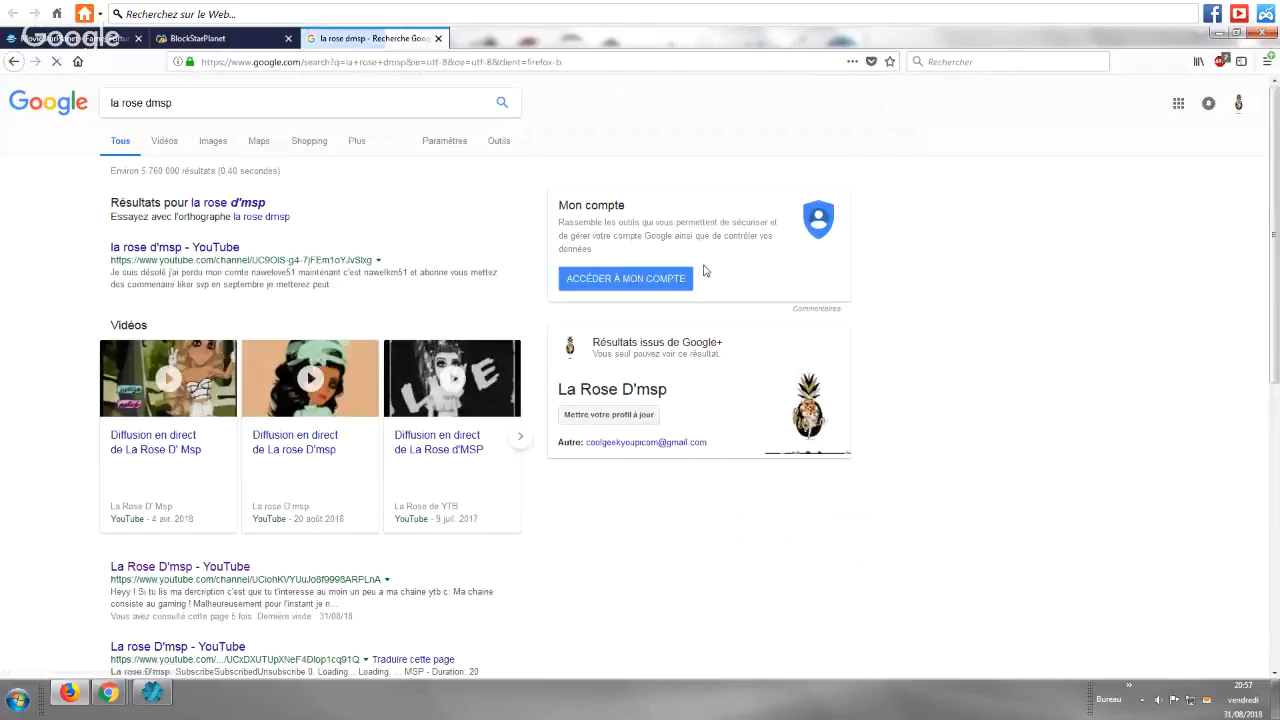 Recherchez sur le Web...
BlockStarPlanet
la rose dmsp - Recherche Goo
https://www.google.com/search?q=la+rose+dmsp&ie=utf-8&oe=utf-8&client=firefox-b
Rechercher
Google
la rose dmsp
Tous Vidéos Images Maps Shopping Plus Paramètres Outils
Environ 5 760 000 résultats (0,40 secondes)
Résultats pour la rose d'msp
Essayez avec l'orthographe la rose dmsp
la rose d'msp - YouTube
https://www.youtube.com/channel/UC9OIS-g4-7jFEm1oYJvSlxg
Je suis désolé j'ai perdu mon comte nawelove51 maintenant c'est nawelkm51 et abonne vous mettez
des commenaire liker svp en septembre je metterez peut ...
Vidéos
LIVE
Diffusion en direct
de La Rose D' Msp
La Rose D' Msp
YouTube - 4 avr. 2018
Diffusion en direct
de La rose D'msp
La rose D'msp
YouTube - 20 août 2018
Diffusion en direct
de La Rose d'MSP
La Rose de YTB
YouTube - 9 juil. 2017
La Rose D'msp - YouTube
https://www.youtube.com/channel/UCiohKVYUuJo8f9998ARPLnA
Heyy ! Si tu lis ma dercription c'est que tu t'interesse au moin un peu a ma chaine ytb c: Ma chaine
consiste au gaming ! Malheureusement pour l'instant je n...
Vous avez consulté cette page 5 fois. Dernière visite : 31/08/18
La rose D'msp - YouTube
https://www.youtube.com/.../UCxDXUTUpXNeF4Dlop1cq91Q Traduire cette page
La rose D'msp. SubscribeSubscribedUnsubscribe 0. Loading... Loading. ... MSP - Duration: 20
Mon compte
Rassemble les outils qui vous permettent de sécuriser et
de gérer votre compte Google ainsi que de contrôler vos
données
ACCÉDER À MON COMPTE
Commentaires
Résultats issus de Google+
Vous seul pouvez voir ce résultat.
La Rose D'msp
Mettre votre profil à jour
Autre: coolgeekyoupicom@gmail.com
Bureau
20:57
vendredi
31/08/2018